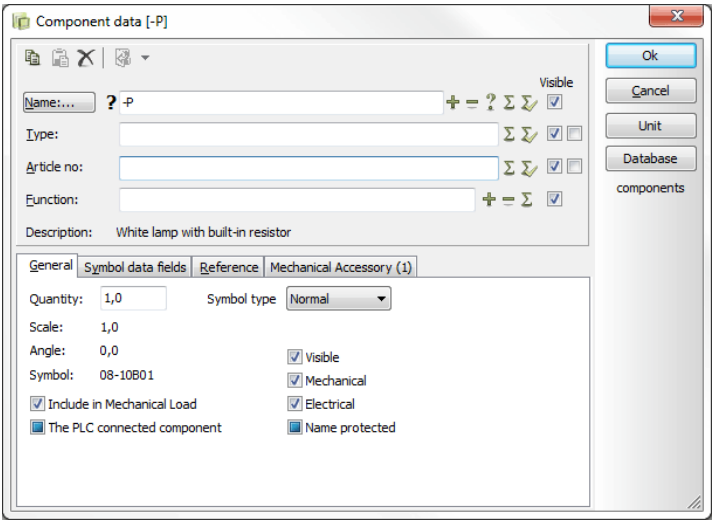 Component data [-P]
Ok
Visible
Name:... ? -P
Cancel
Type:
Unit
Article no:
Database
Function:
components
Description: White lamp with built-in resistor
General Symbol data fields Reference Mechanical Accessory (1)
Quantity: 1,0 Symbol type Normal
Scale: 1,0
Angle: 0,0
Visible
Symbol: 08-10B01
Mechanical
Include in Mechanical Load Electrical
The PLC connected component Name protected